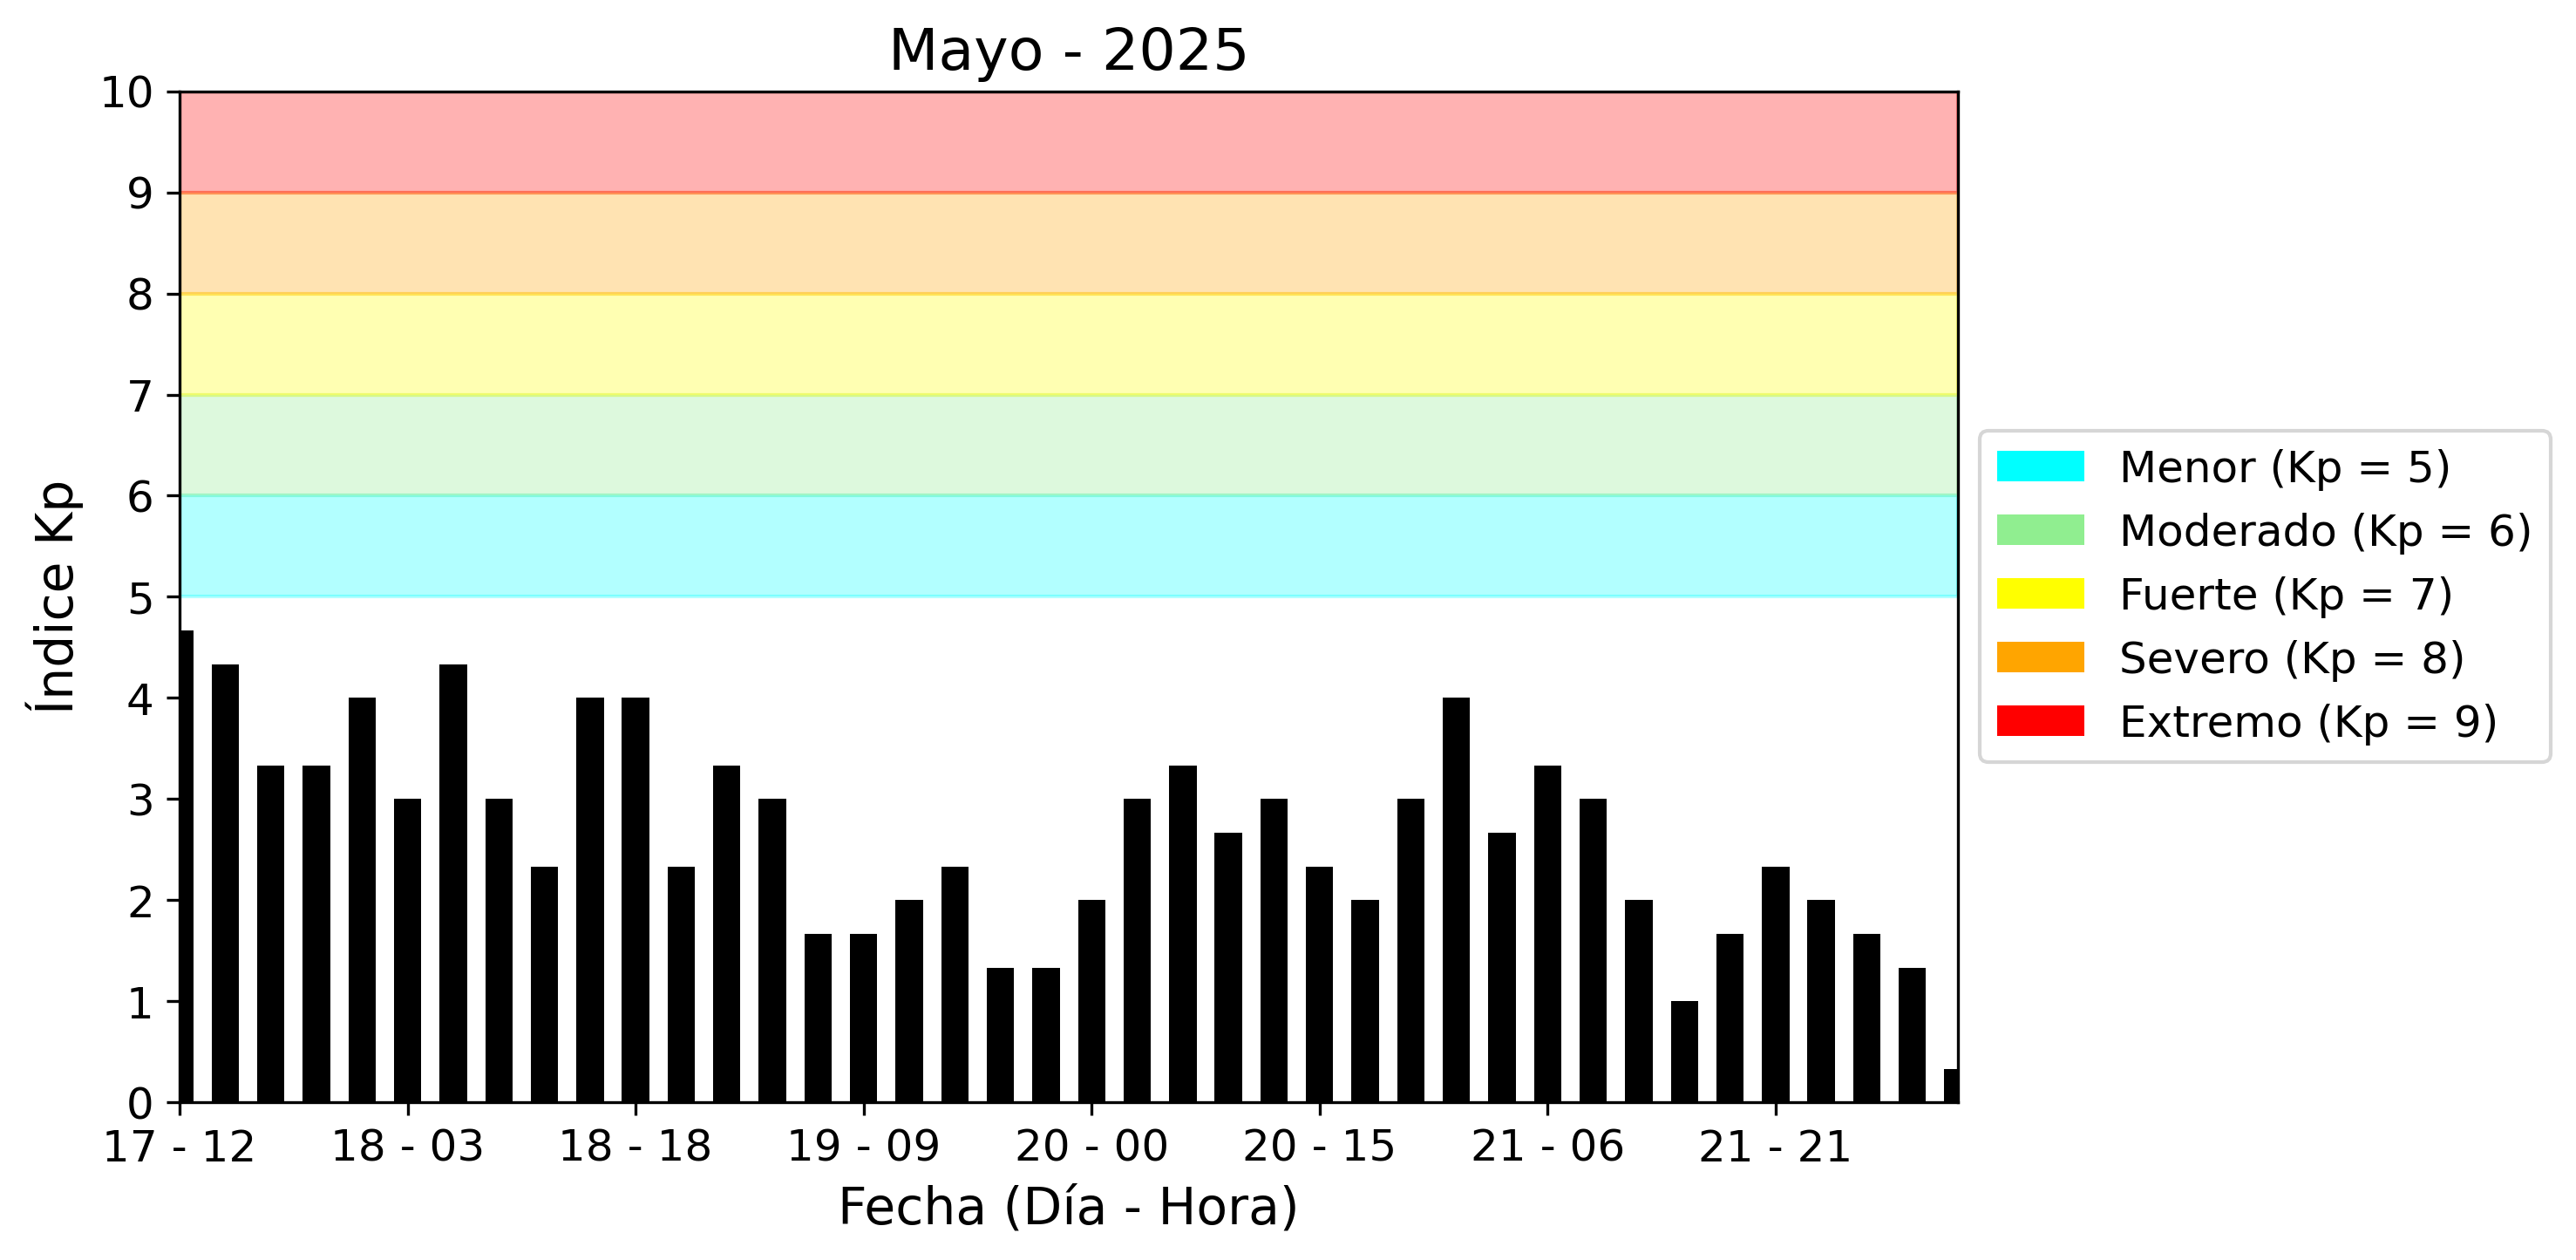 Mayo - 2025
10
9
8
7
6
5
4
3
2
1
0
Índice Kp
17 - 12
18 - 03
18 - 18
19 - 09
20 - 00
20 - 15
21 - 06
21 - 21
Fecha (Día - Hora)
Menor (Kp = 5)
Moderado (Kp = 6)
Fuerte (Kp = 7)
Severo (Kp = 8)
Extremo (Kp = 9)